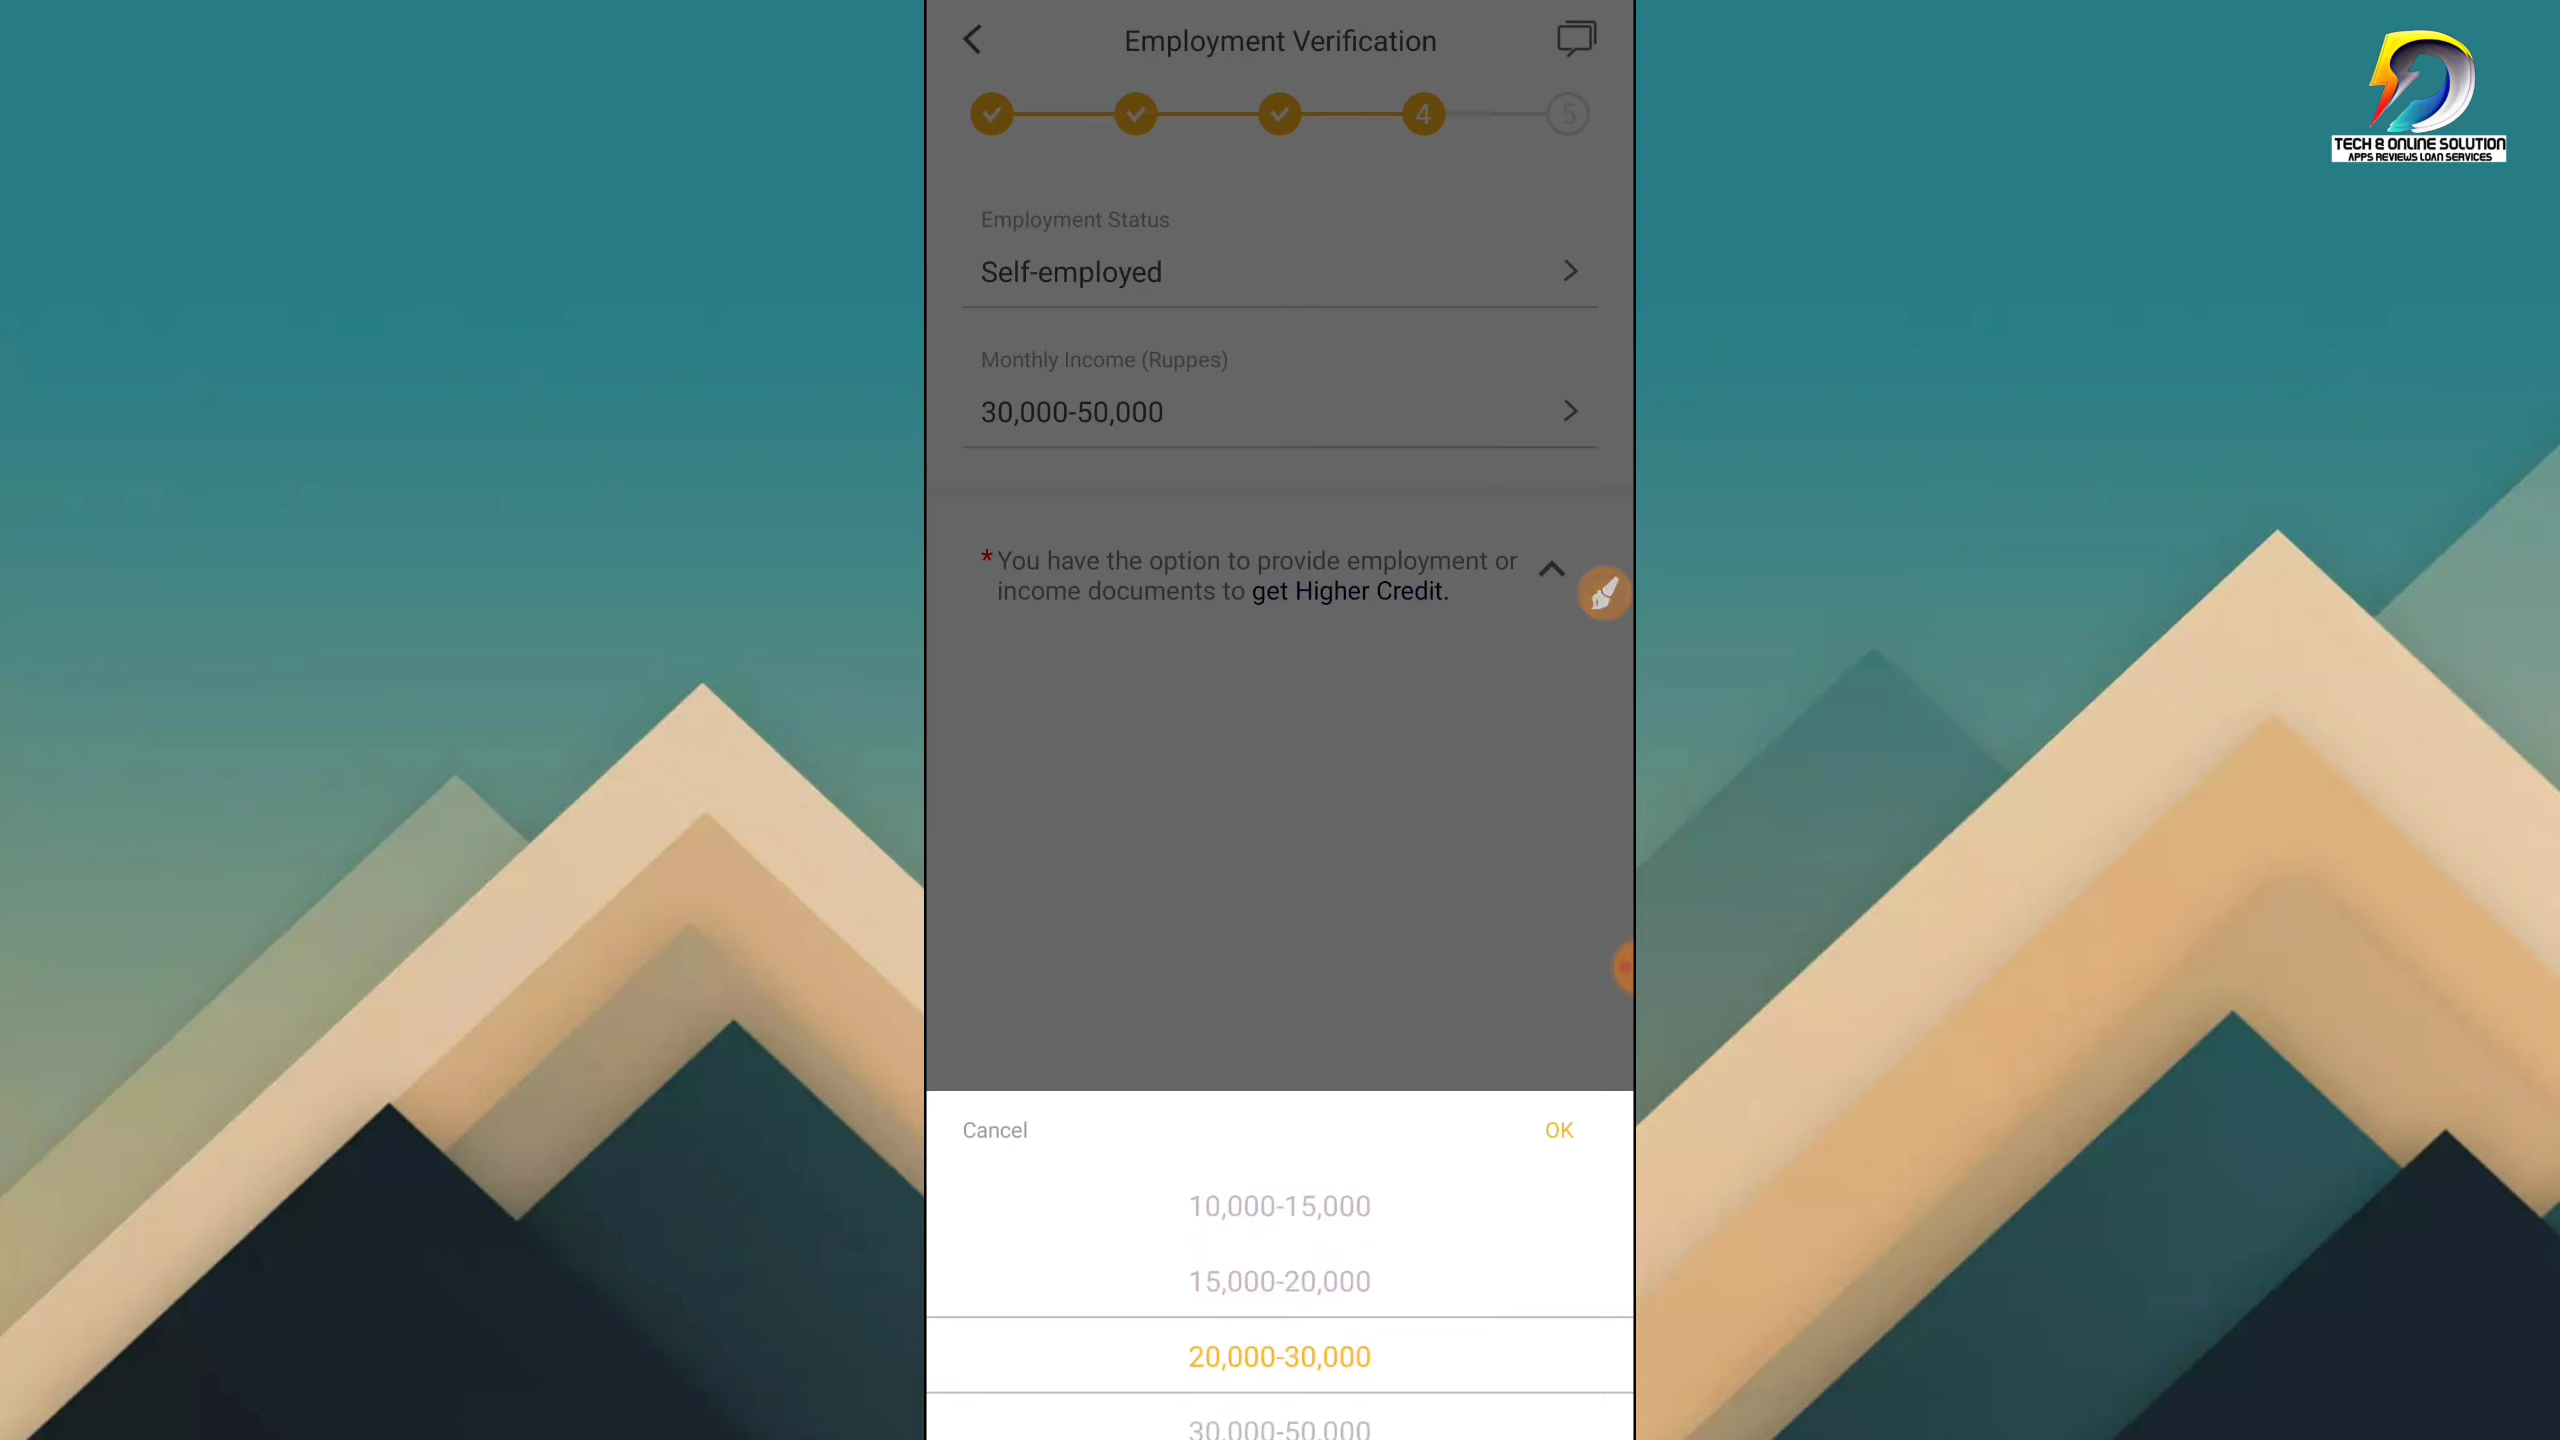 Employment Verification
4
5
Employment Status
Self-employed
Monthly Income (Ruppes)
30,000-50,000
* You have the option to provide employment or
income documents to get Higher Credit.
Cancel
OK
10,000-15,000
15,000-20,000
20,000-30,000
30,000-50,000
TECH & ONLINE SOLUTION
APPS REVIEWS LOAN SERVICES